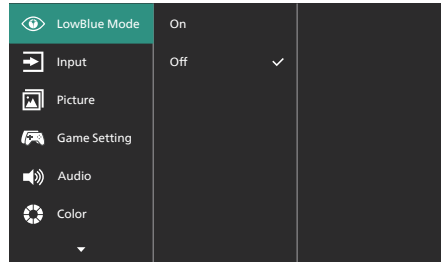 LowBlue Mode
On
Input
Off
Picture
Game Setting
Audio
Color